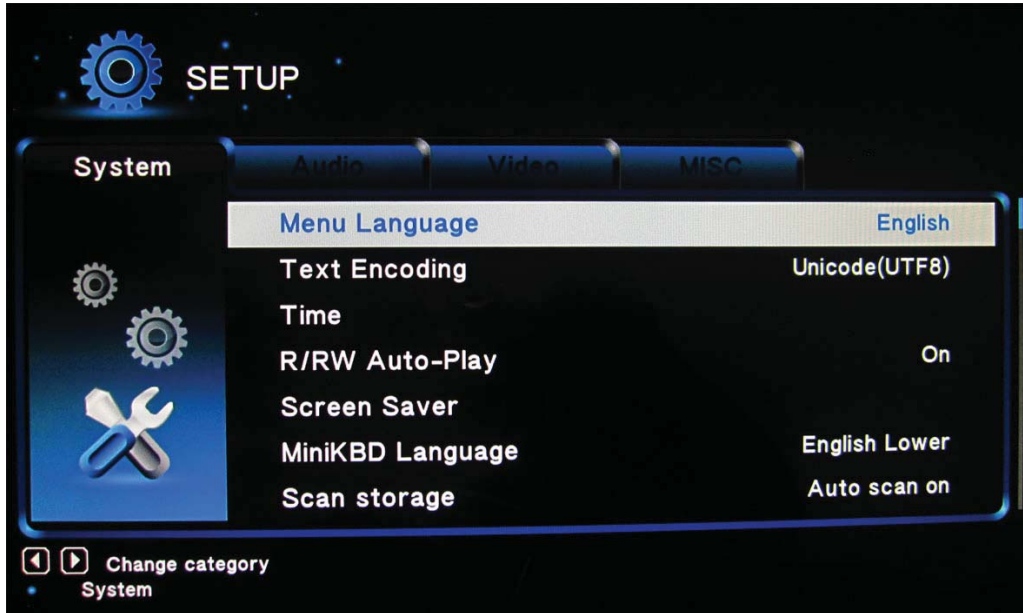 SETUP
System Audio Video MISC
Menu Language English
Text Encoding Unicode(UTF8)
Time
R/RW Auto-Play On
Screen Saver
MiniKBD Language English Lower
Scan storage Auto scan on
Change category
System